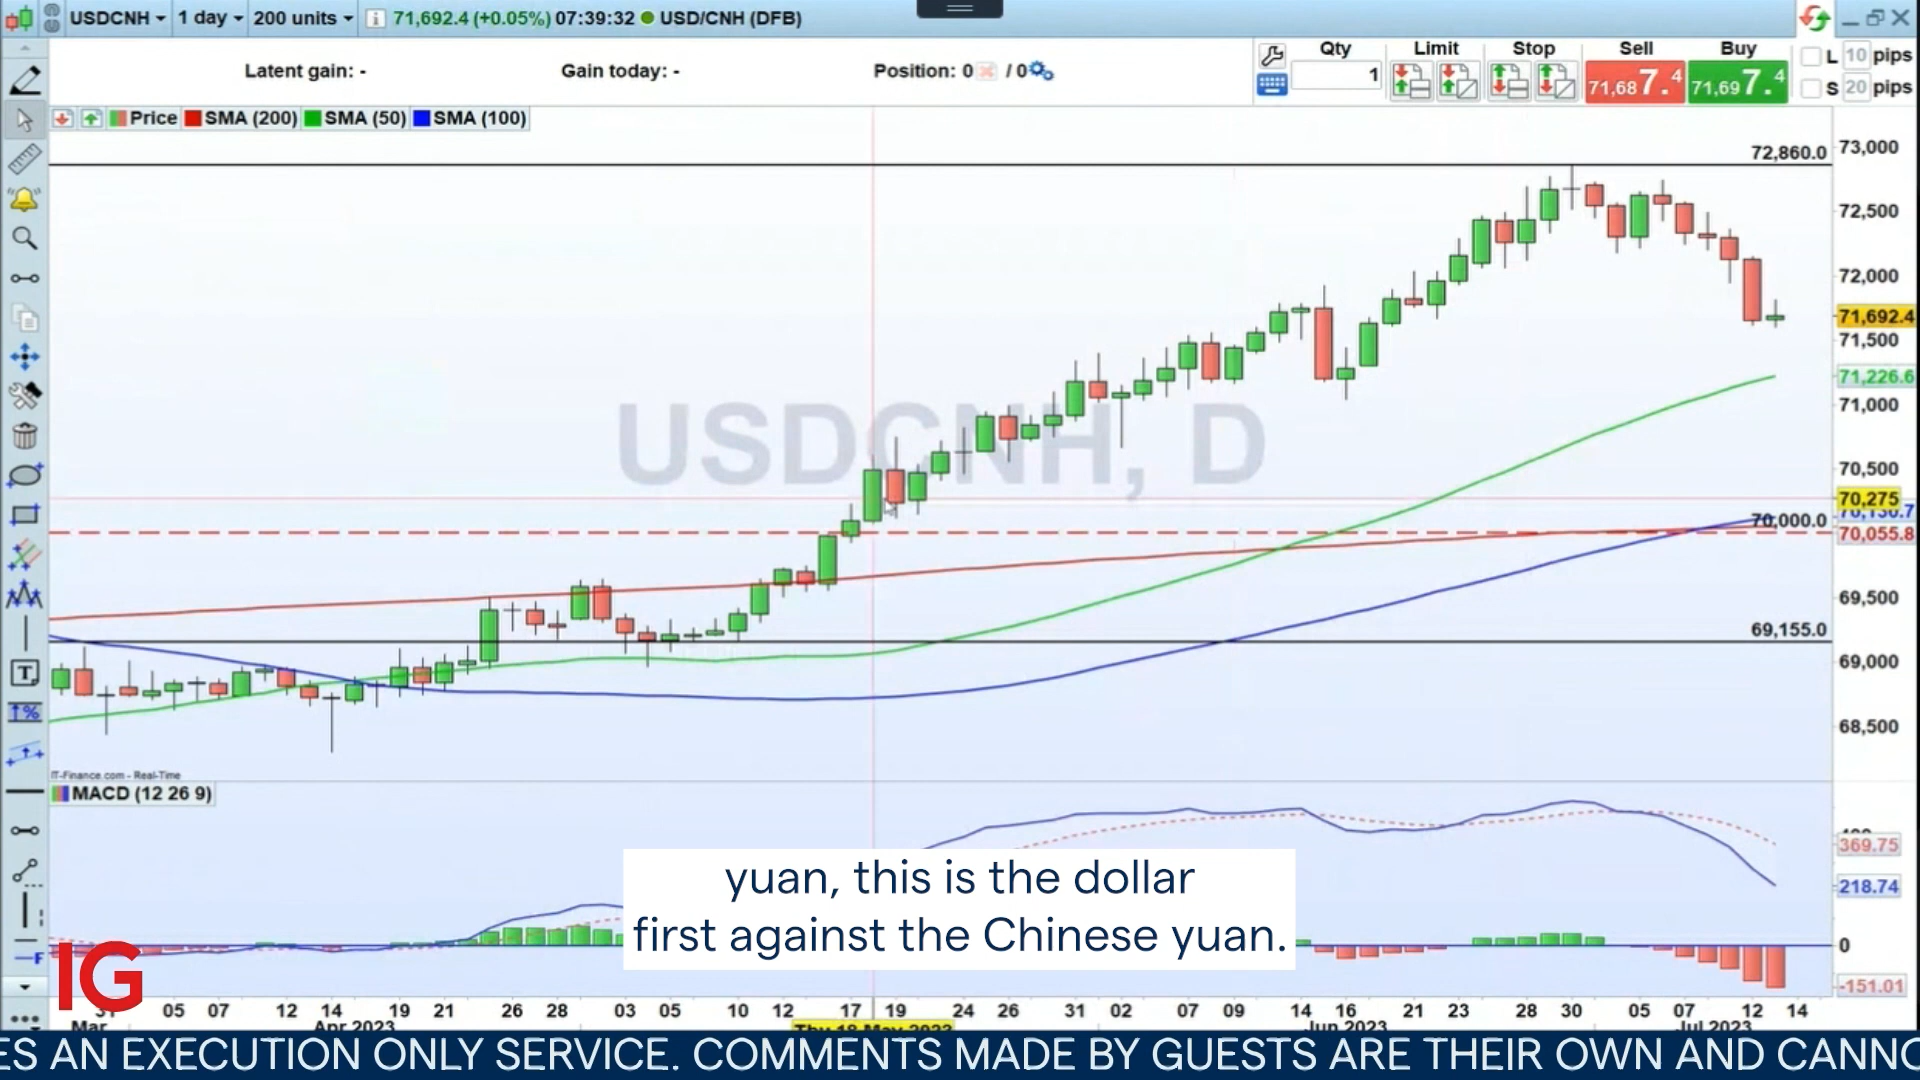 USDCNH 1 day 200 units 71,692.4 (+0.05%) 07:39:32 USD/CNH (DFB)
Latent gain: - Gain today: - Position: 0 / 0
Qty Limit Stop Sell Buy
1 71,687.4 71,697.4
L 10 pips
S 20 pips
Price SMA (200) SMA (50) SMA (100)
USDCNH, D
72,860.0
70,000.0
69,155.0
73,000
72,500
72,000
71,692.4
71,500
71,226.6
71,000
70,500
70,275
70,055.8
69,500
69,000
68,500
IT-Finance.com - Real-Time
MACD (12 26 9)
369.75
218.74
0
-151.01
yuan, this is the dollar
first against the Chinese yuan.
IG
31 05 07 12 14 19 21 26 28 03 05 10 12 17 19 24 26 31 02 07 09 14 16 21 23 28 30 05 07 12 14
Mar Apr 2023 Thu 18 May 2023 Jun 2023 Jul 2023
ES AN EXECUTION ONLY SERVICE. COMMENTS MADE BY GUESTS ARE THEIR OWN AND CANNO